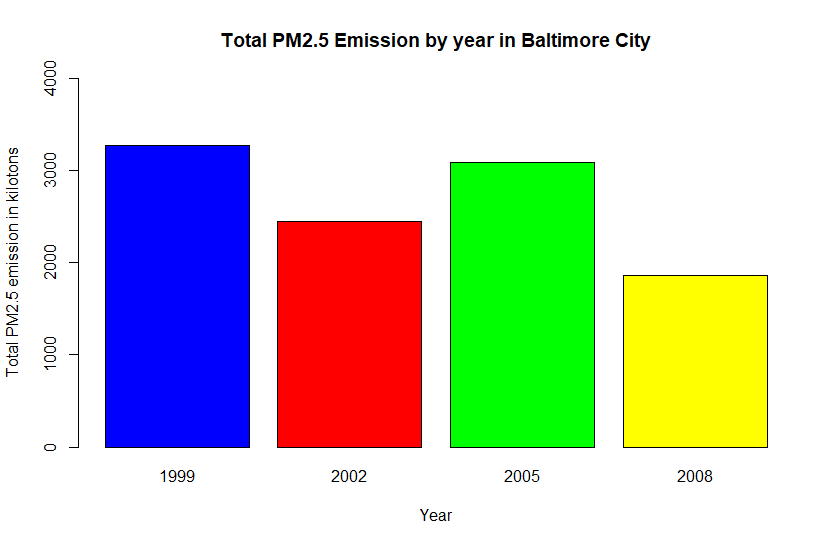 Total PM2.5 Emission by year in Baltimore City
Total PM2.5 emission in kilotons
4000
3000
2000
1000
0
1999 2002 2005 2008
Year